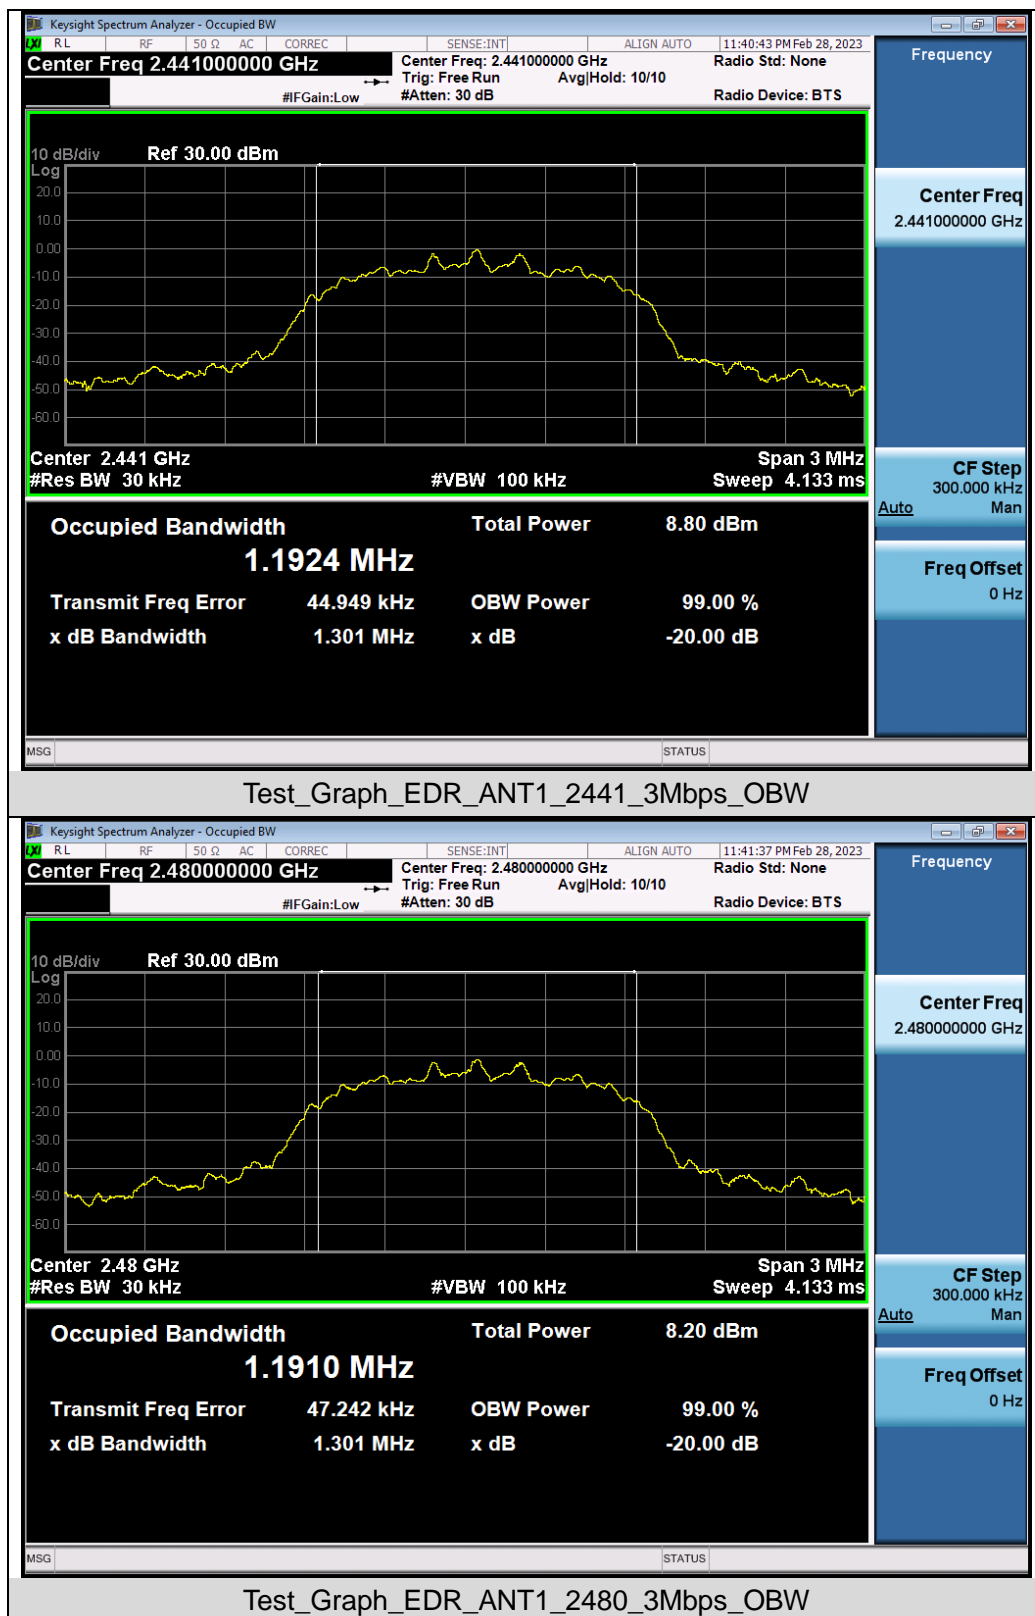 Keysight Spectrum Analyzer - Occupied BW
LXI RL RF 50 Ω AC CORREC SENSE:INT ALIGN AUTO 11:40:43 PM Feb 28, 2023
Center Freq 2.441000000 GHz
Center Freq: 2.441000000 GHz Radio Std: None
Trig: Free Run Avg|Hold: 10/10
#IFGain:Low #Atten: 30 dB Radio Device: BTS
10 dB/div Ref 30.00 dBm
Log
20.0
10.0
0.00
-10.0
-20.0
-30.0
-40.0
-50.0
-60.0
Center 2.441 GHz Span 3 MHz
#Res BW 30 kHz #VBW 100 kHz Sweep 4.133 ms
Occupied Bandwidth Total Power 8.80 dBm
1.1924 MHz
Transmit Freq Error 44.949 kHz OBW Power 99.00 %
x dB Bandwidth 1.301 MHz x dB -20.00 dB
MSG STATUS
Frequency
Center Freq
2.441000000 GHz
CF Step
300.000 kHz
Auto Man
Freq Offset
0 Hz
Test_Graph_EDR_ANT1_2441_3Mbps_OBW
Keysight Spectrum Analyzer - Occupied BW
LXI RL RF 50 Ω AC CORREC SENSE:INT ALIGN AUTO 11:41:37 PM Feb 28, 2023
Center Freq 2.480000000 GHz
Center Freq: 2.480000000 GHz Radio Std: None
Trig: Free Run Avg|Hold: 10/10
#IFGain:Low #Atten: 30 dB Radio Device: BTS
10 dB/div Ref 30.00 dBm
Log
20.0
10.0
0.00
-10.0
-20.0
-30.0
-40.0
-50.0
-60.0
Center 2.48 GHz Span 3 MHz
#Res BW 30 kHz #VBW 100 kHz Sweep 4.133 ms
Occupied Bandwidth Total Power 8.20 dBm
1.1910 MHz
Transmit Freq Error 47.242 kHz OBW Power 99.00 %
x dB Bandwidth 1.301 MHz x dB -20.00 dB
MSG STATUS
Frequency
Center Freq
2.480000000 GHz
CF Step
300.000 kHz
Auto Man
Freq Offset
0 Hz
Test_Graph_EDR_ANT1_2480_3Mbps_OBW